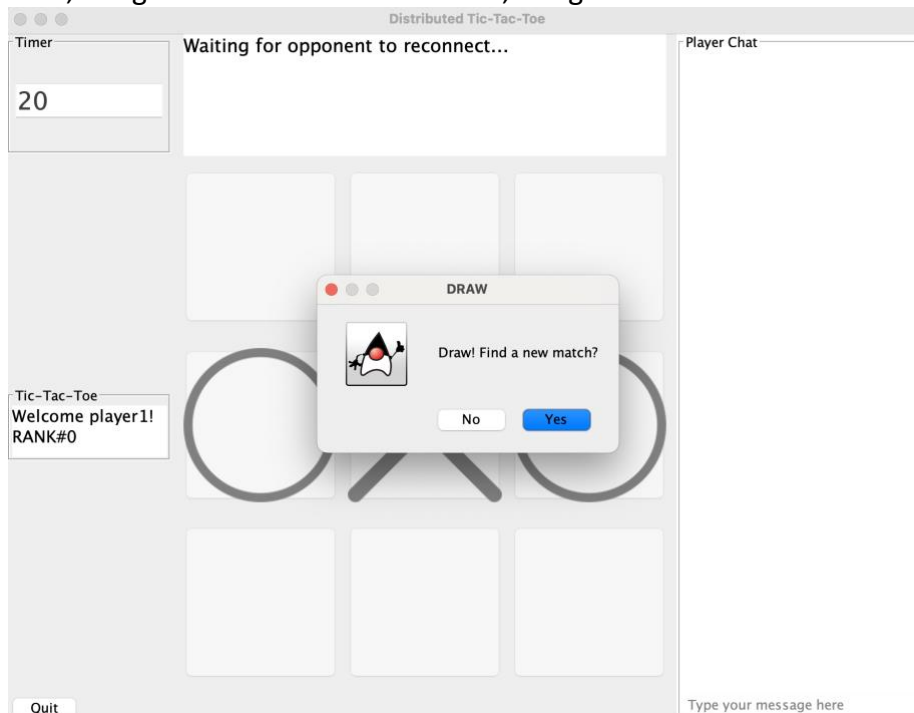 Distributed Tic-Tac-Toe
Timer
20
Waiting for opponent to reconnect...
Player Chat
DRAW
Draw! Find a new match?
No
Yes
Tic-Tac-Toe
Welcome player1!
RANK#0
Quit
Type your message here